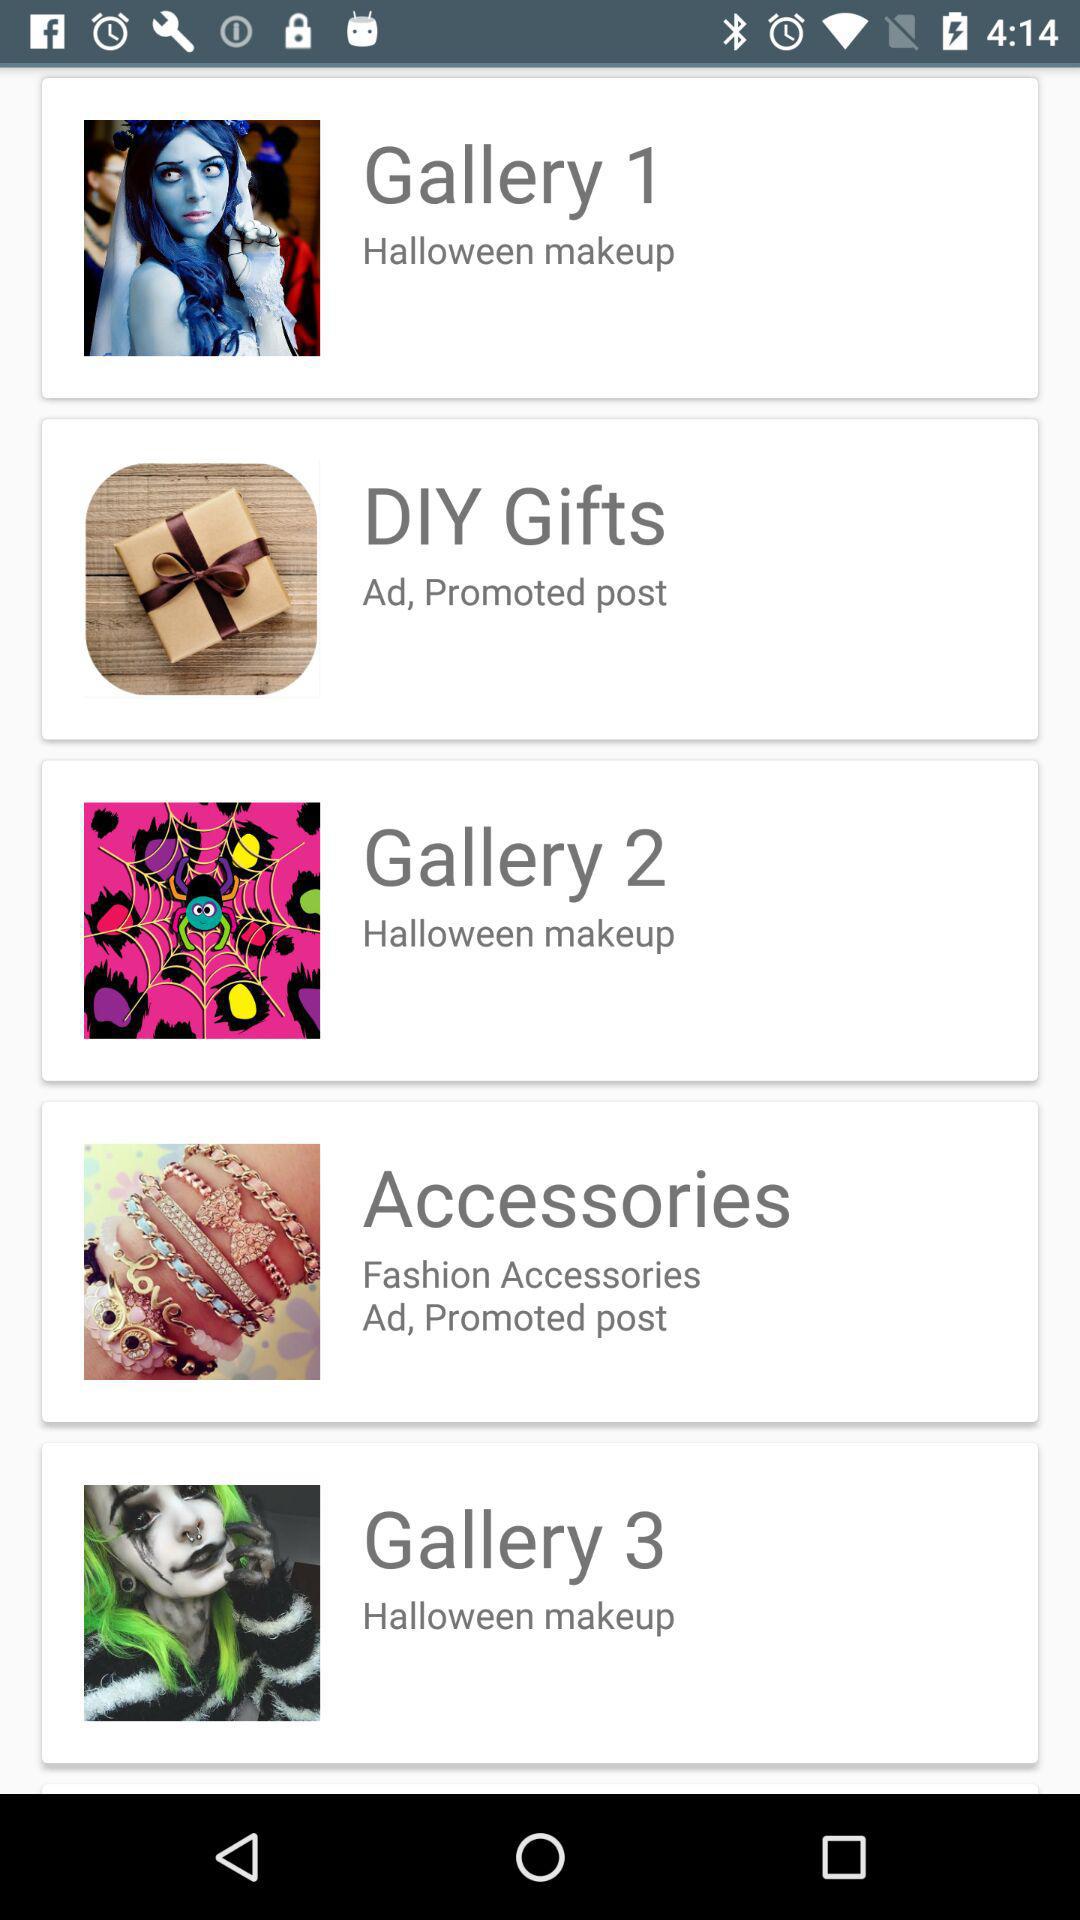 4:14
Gallery 1
Halloween makeup
DIY Gifts
Ad, Promoted post
Gallery 2
Halloween makeup
Love
Accessories
Fashion Accessories
Ad, Promoted post
Gallery 3
Halloween makeup